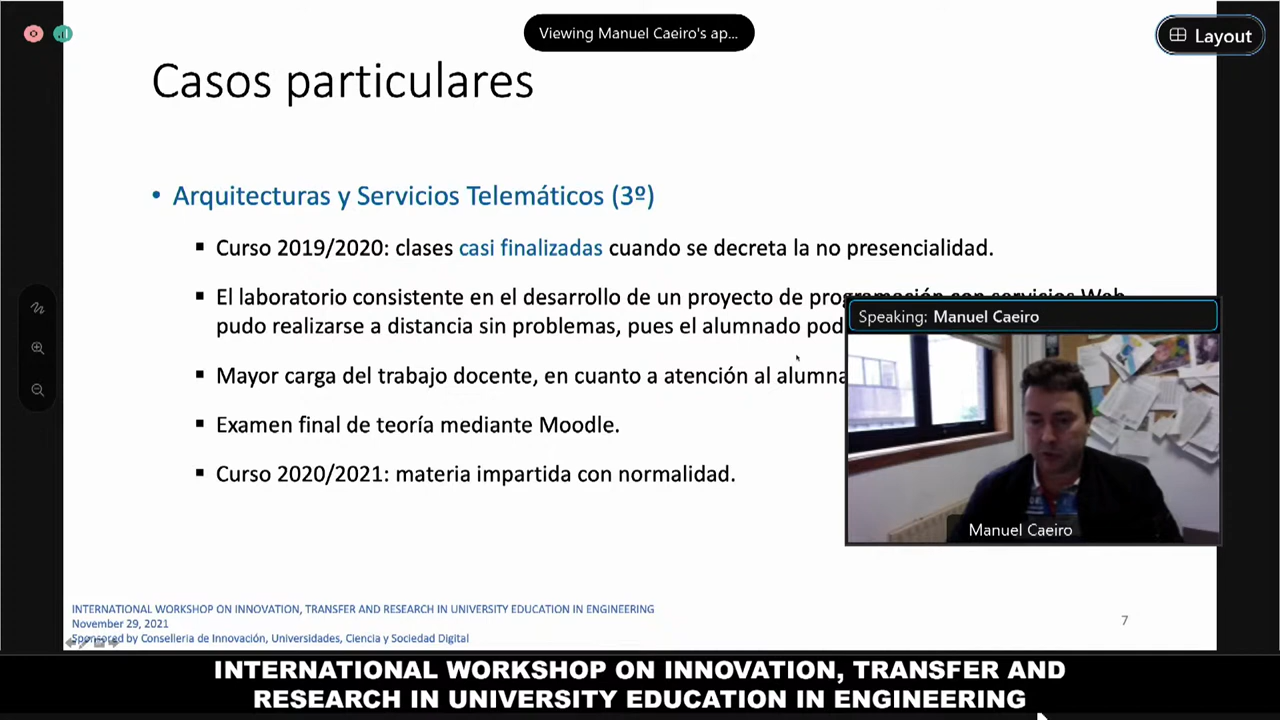 Viewing Manuel Caeiro's ap...
Layout
Casos particulares
• Arquitecturas y Servicios Telemáticos (3º)
▪ Curso 2019/2020: clases casi finalizadas cuando se decreta la no presencialidad.
▪ El laboratorio consistente en el desarrollo de un proyecto de programación con servicios Web
pudo realizarse a distancia sin problemas, pues el alumnado
▪ Mayor carga del trabajo docente, en cuanto a atención al
▪ Examen final de teoría mediante Moodle.
▪ Curso 2020/2021: materia impartida con normalidad.
Speaking: Manuel Caeiro
Manuel Caeiro
INTERNATIONAL WORKSHOP ON INNOVATION, TRANSFER AND RESEARCH IN UNIVERSITY EDUCATION IN ENGINEERING
November 29, 2021
Sponsored by Conselleria de Innovación, Universidades, Ciencia y Sociedad Digital
7
INTERNATIONAL WORKSHOP ON INNOVATION, TRANSFER AND
RESEARCH IN UNIVERSITY EDUCATION IN ENGINEERING